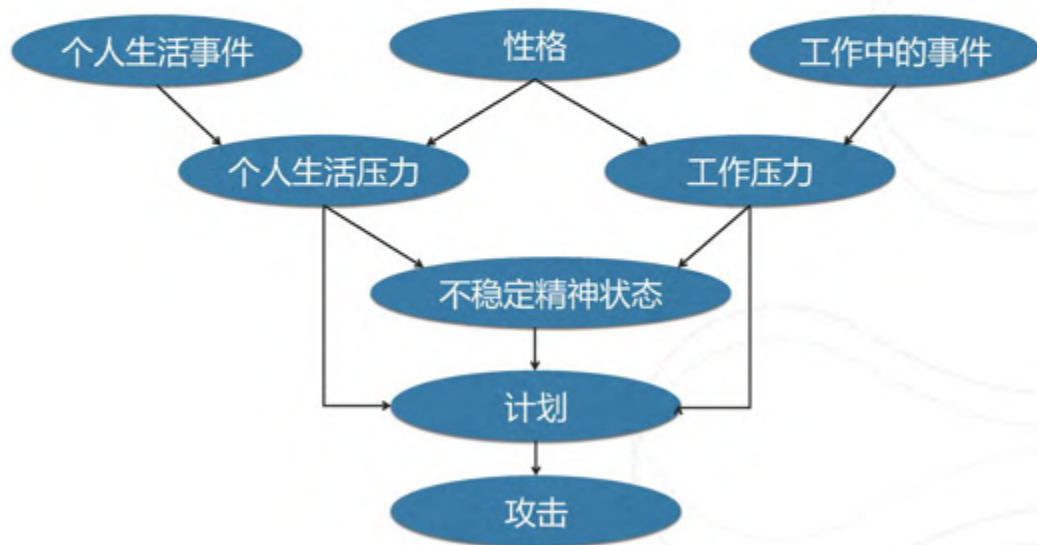 个人生活事件
性格
工作中的事件
个人生活压力
工作压力
不稳定精神状态
计划
攻击